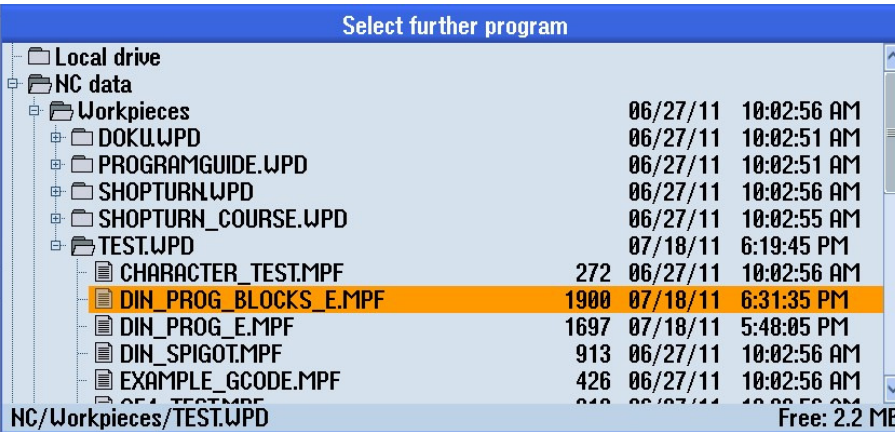 Select further program
Local drive
NC data
Workpieces 06/27/11 10:02:56 AM
DOKU.WPD 06/27/11 10:02:51 AM
PROGRAMGUIDE.WPD 06/27/11 10:02:51 AM
SHOPTURN.WPD 06/27/11 10:02:56 AM
SHOPTURN_COURSE.WPD 06/27/11 10:02:55 AM
TEST.WPD 07/18/11 6:19:45 PM
CHARACTER_TEST.MPF 272 06/27/11 10:02:56 AM
DIN_PROG_BLOCKS_E.MPF 1900 07/18/11 6:31:35 PM
DIN_PROG_E.MPF 1697 07/18/11 5:48:05 PM
DIN_SPIGOT.MPF 913 06/27/11 10:02:56 AM
EXAMPLE_GCODE.MPF 426 06/27/11 10:02:56 AM
NC/Workpieces/TEST.WPD Free: 2.2 MB